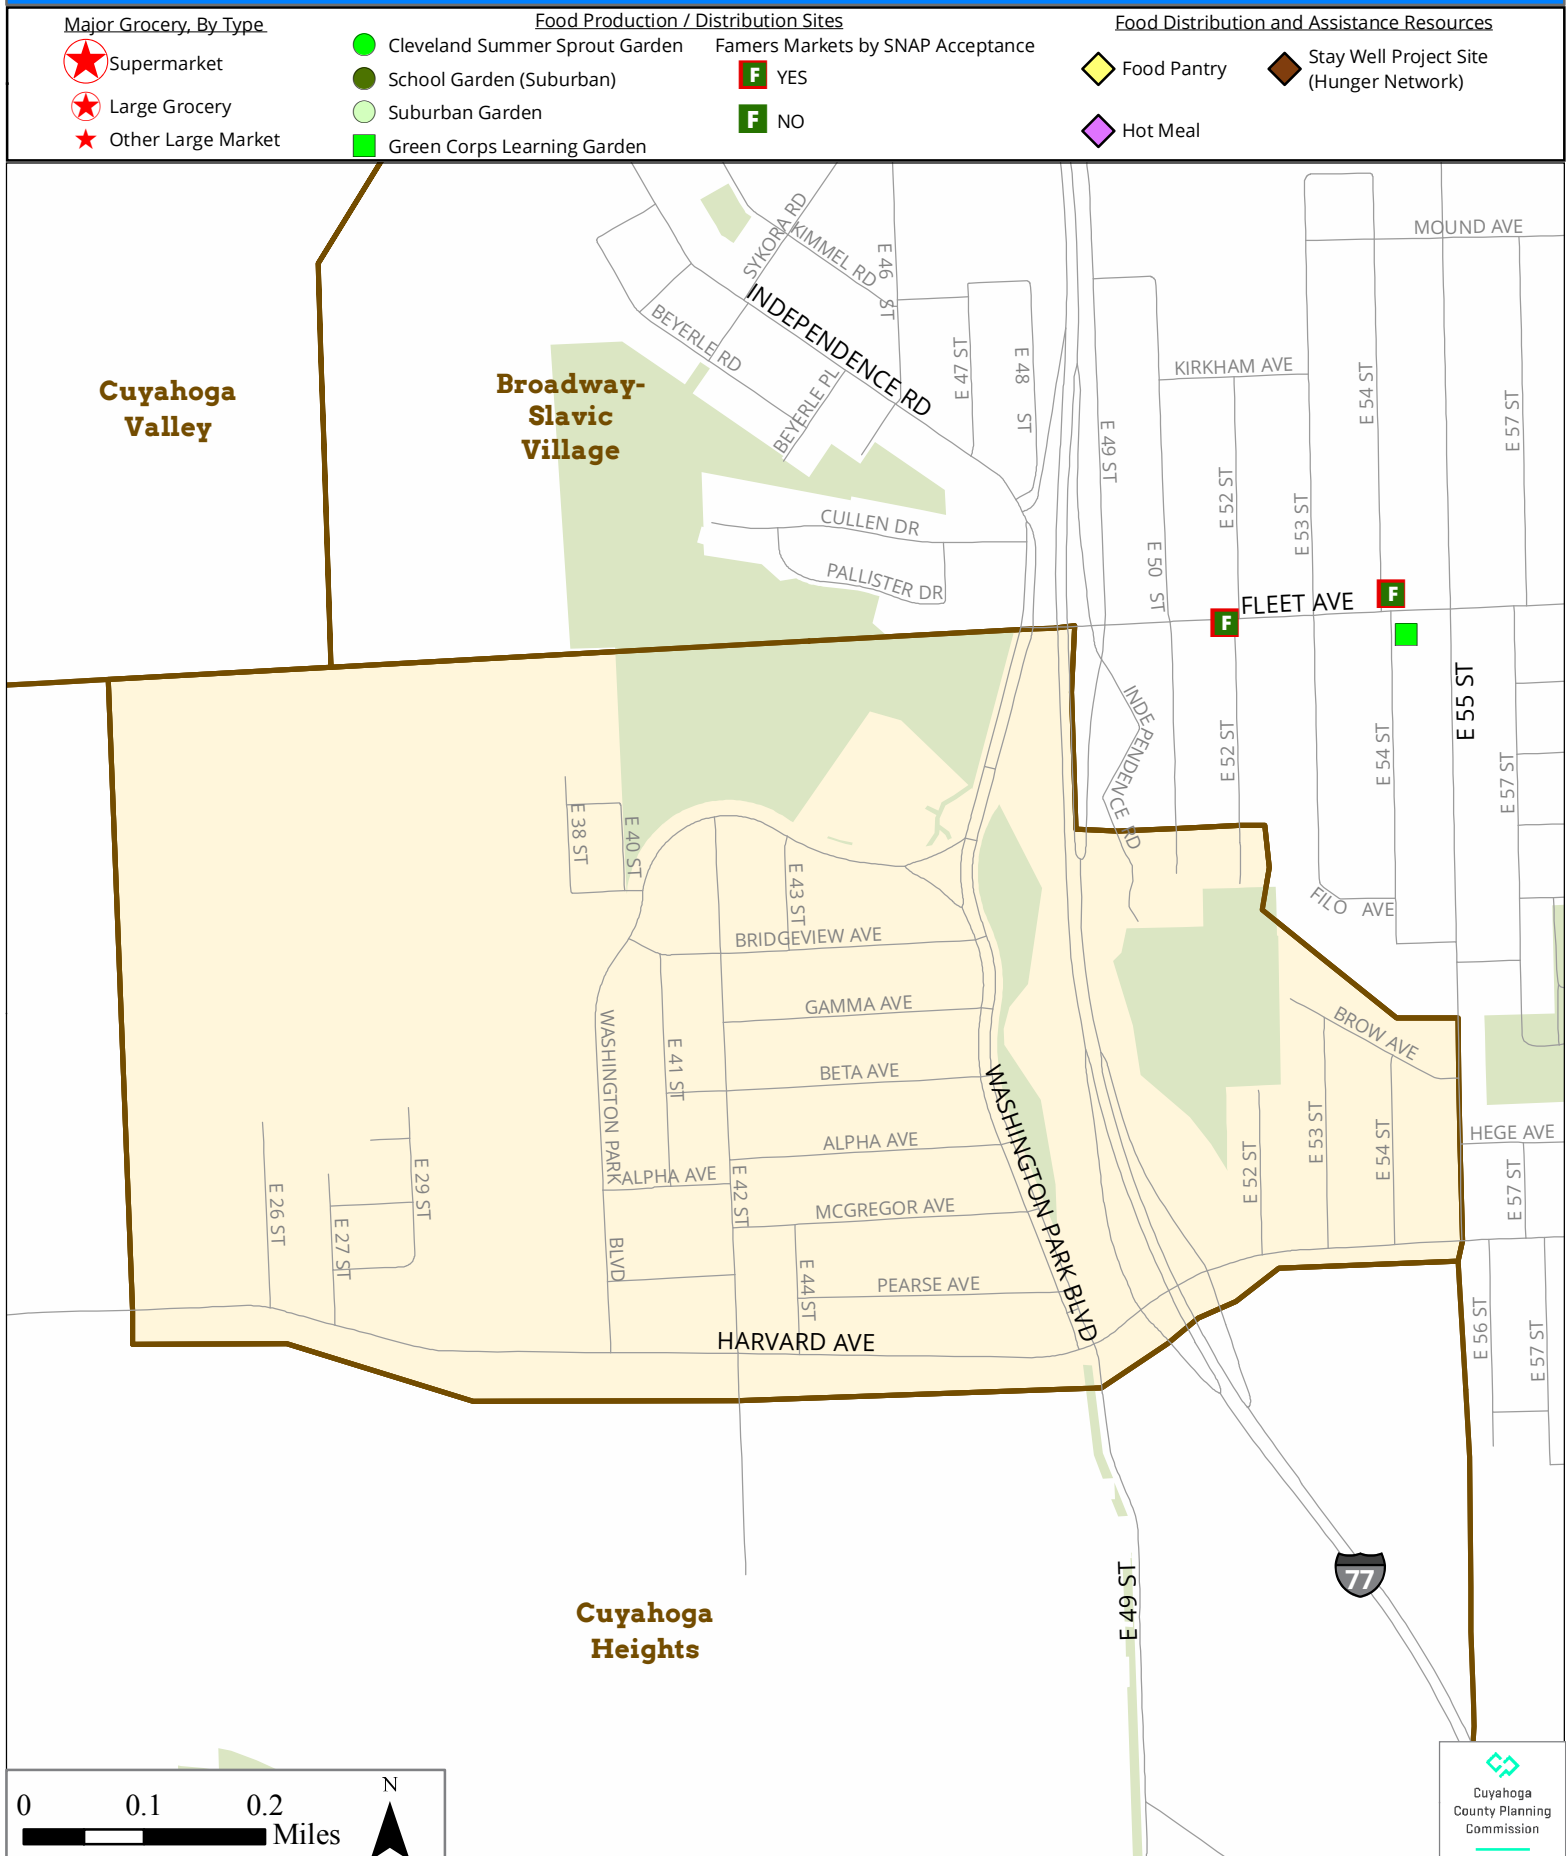 Major Grocery, By Type
Supermarket
Large Grocery
Other Large Market
Food Production / Distribution Sites
Cleveland Summer Sprout Garden
School Garden (Suburban)
Suburban Garden
Green Corps Learning Garden
Famers Markets by SNAP Acceptance
F YES
F NO
Food Distribution and Assistance Resources
Food Pantry
Hot Meal
Stay Well Project Site
(Hunger Network)
Cuyahoga
Valley
Broadway-
Slavic
Village
SYKORA RD
KIMMEL RD
E 46 ST
INDEPENDENCE RD
BEYERLE RD
BEYERLE PL
E 47 ST
E 48 ST
E 49 ST
MOUND AVE
KIRKHAM AVE
E 54 ST
E 57 ST
E 52 ST
E 53 ST
E 50 ST
CULLEN DR
PALLISTER DR
F
FLEET AVE
F
E 55 ST
INDEPENDENCE RD
E 52 ST
E 54 ST
E 57 ST
E 38 ST
E 40 ST
E 43 ST
FILO AVE
BRIDGEVIEW AVE
GAMMA AVE
WASHINGTON PARK BLVD
E 41 ST
BETA AVE
BROW AVE
WASHINGTON PARK BLVD
ALPHA AVE
ALPHA AVE
E 42 ST
MCGREGOR AVE
E 52 ST
E 53 ST
E 54 ST
HEGE AVE
E 57 ST
E 26 ST
E 27 ST
E 29 ST
E 44 ST
PEARSE AVE
HARVARD AVE
E 56 ST
E 57 ST
E 49 ST
77
Cuyahoga
Heights
0 0.1 0.2
Miles
N
Cuyahoga
County Planning
Commission